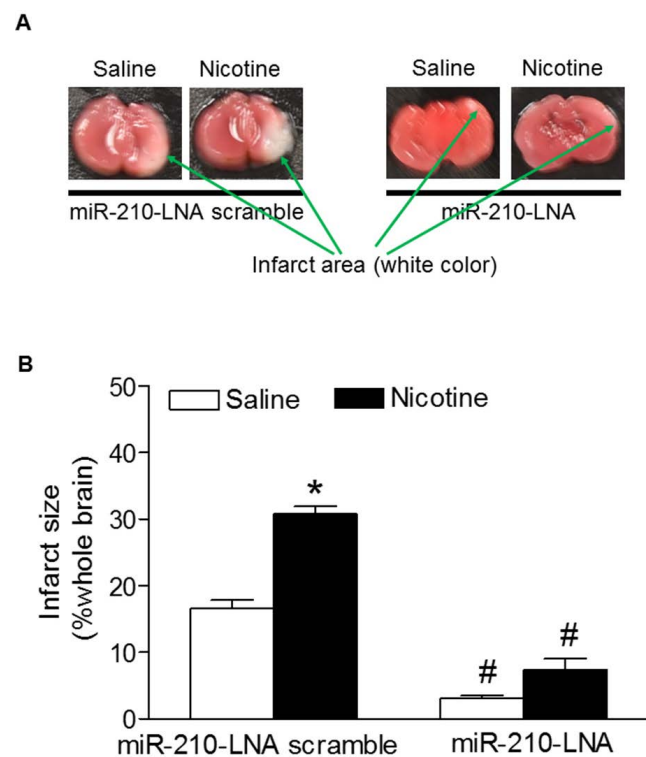 A
Saline Nicotine Saline Nicotine
miR-210-LNA scramble miR-210-LNA
Infarct area (white color)
B
50
Saline Nicotine
40
30
20
10
0
Infarct size
(%whole brain)
*
#
#
miR-210-LNA scramble miR-210-LNA